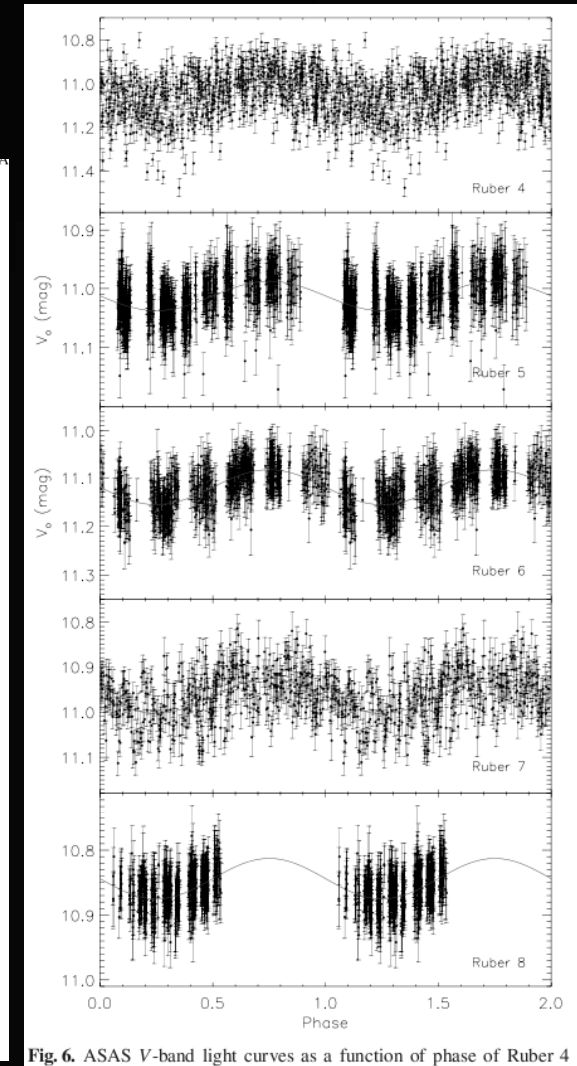 A
10.8
11.0
11.2
11.4
Ruber 4
10.9
11.0
11.1
V₀ (mag)
Ruber 5
11.0
11.1
11.2
11.3
V₀ (mag)
Ruber 6
10.8
10.9
11.0
11.1
Ruber 7
10.8
10.9
11.0
Ruber 8
0.0 0.5 1.0 1.5 2.0
Phase
Fig. 6. ASAS V-band light curves as a function of phase of Ruber 4